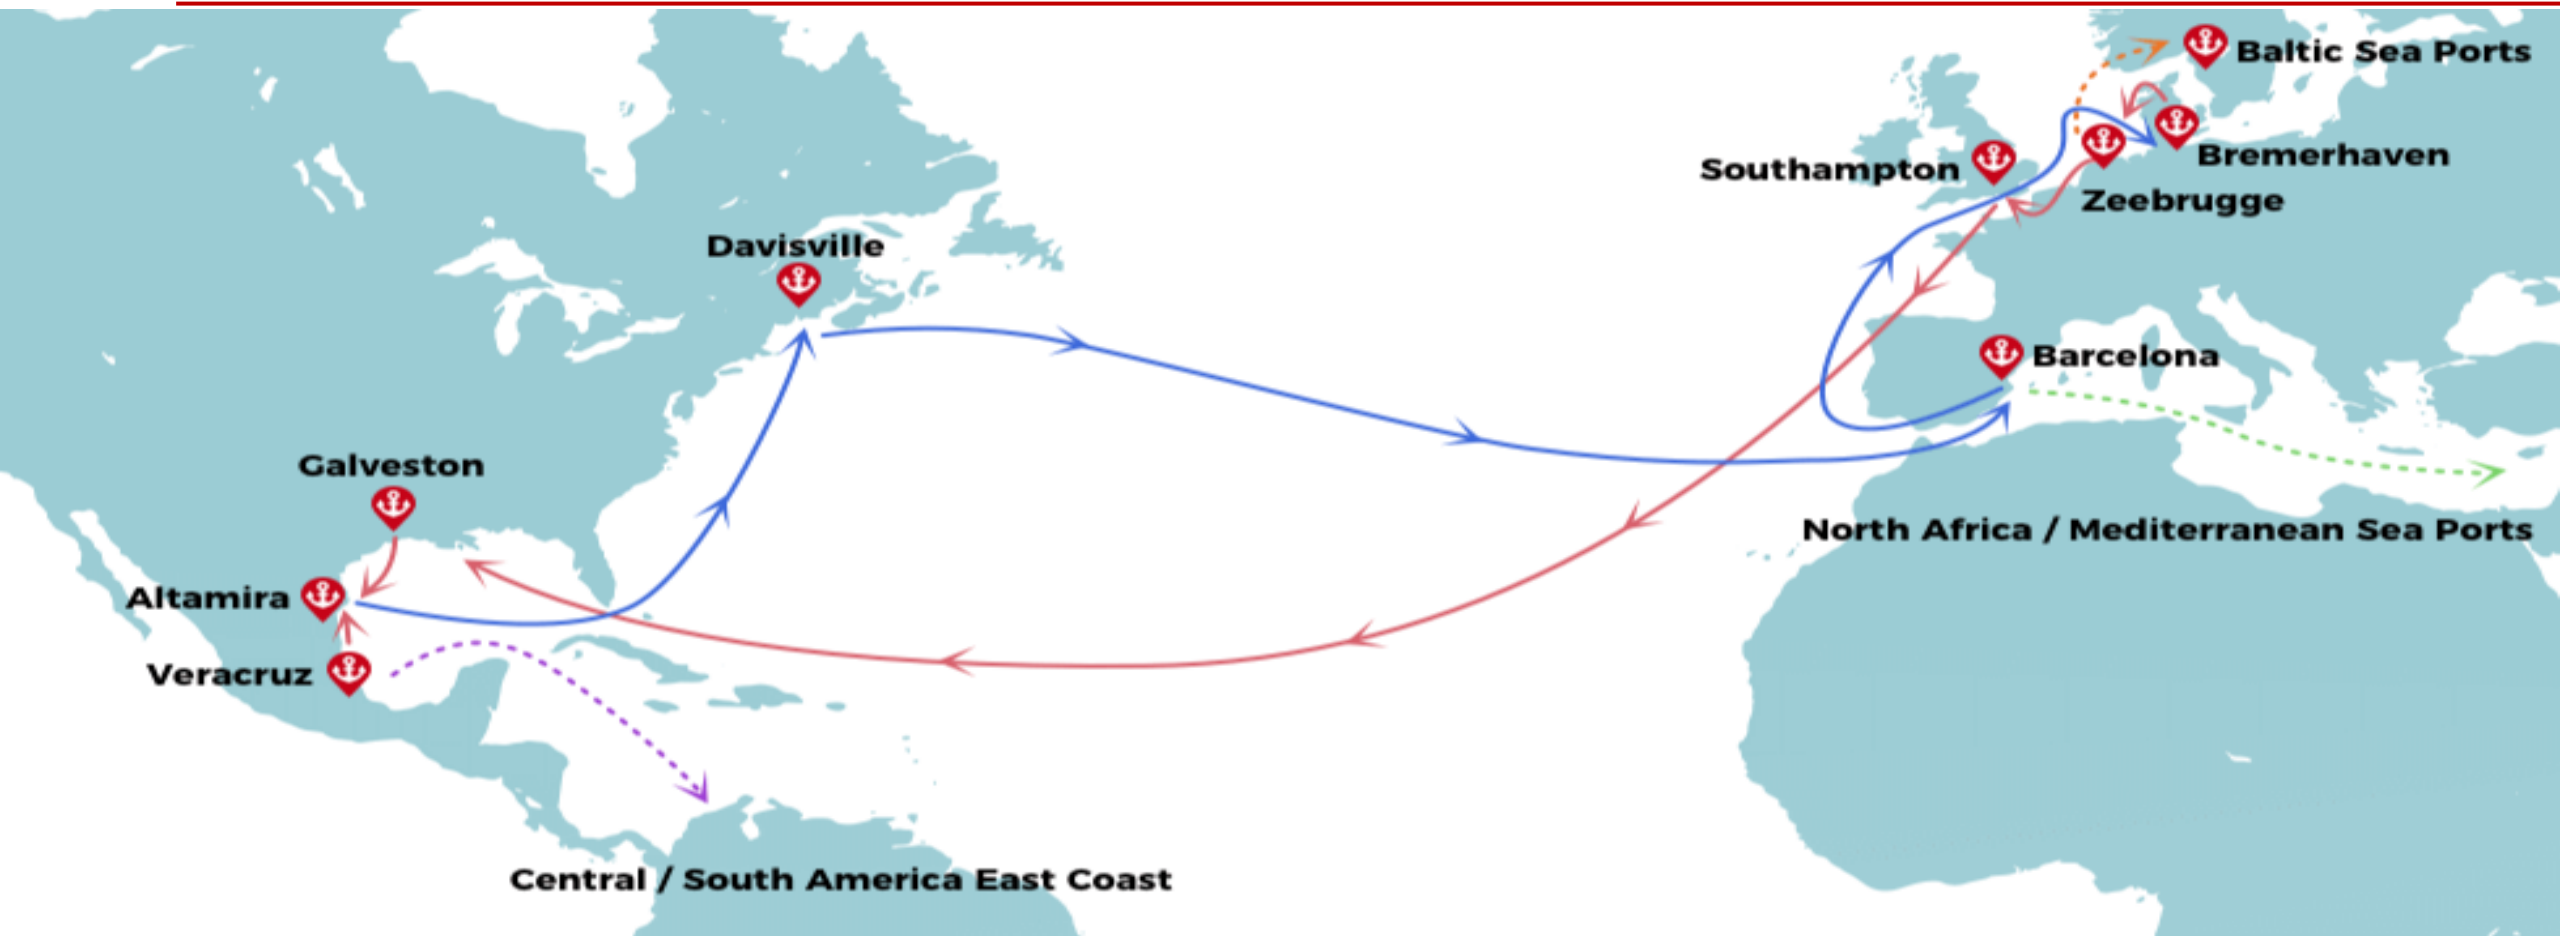 Baltic Sea Ports
Bremerhaven
Southampton
Zeebrugge
Davisville
Barcelona
Galveston
North Africa / Mediterranean Sea Ports
Altamira
Veracruz
Central / South America East Coast